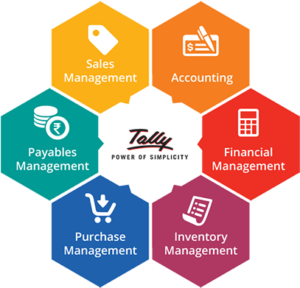 Sales
Management
Accounting
Payables
Management
Tally
POWER OF SIMPLICITY
Financial
Management
Purchase
Management
Inventory
Management